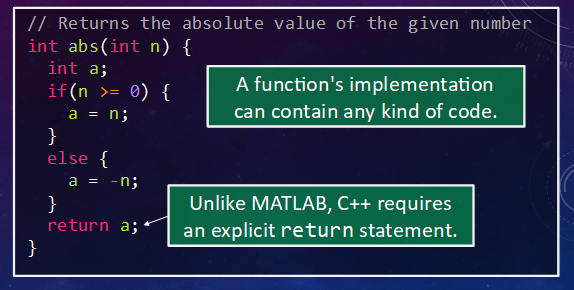 // Returns the absolute value of the given number
int abs(int n) {
int a;
if(n >= 0) {
a = n;
}
else {
a = -n;
}
return a;
}
A function's implementation
can contain any kind of code.
Unlike MATLAB, C++ requires
an explicit return statement.